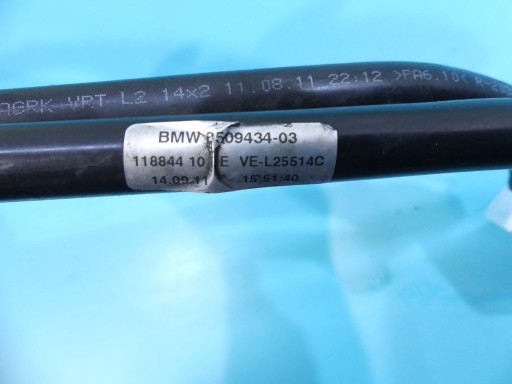 AGRK VRT L2 14x2 11.08.11 22:12 >PA6.10<
BMW 8509434-03
118844 10 E VE-L25514C
14.09.11 15:51:40